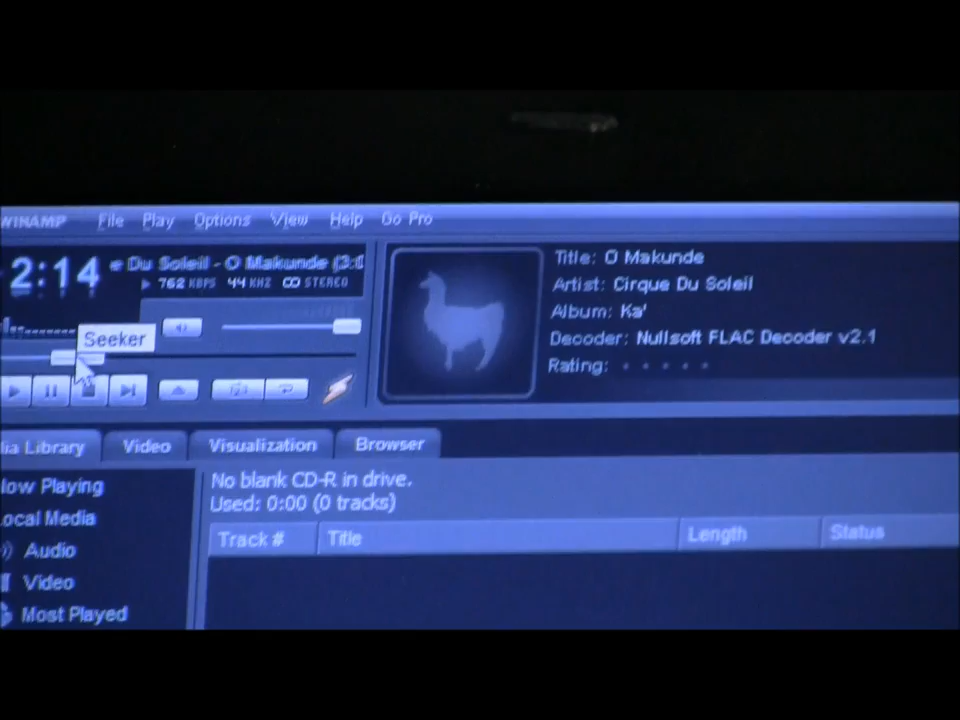 WINAMP File Play Options View Help Go Pro
2:14
e Du Soleil - O Makunde (3:0
762 KBPS 44 KHZ STEREO
Seeker
Title: O Makunde
Artist: Cirque Du Soleil
Album: Ka'
Decoder: Nullsoft FLAC Decoder v2.1
Rating:
dia Library Video Visualization Browser
Now Playing
Local Media
Audio
Video
Most Played
No blank CD-R in drive.
Used: 0:00 (0 tracks)
Track # Title Length Status